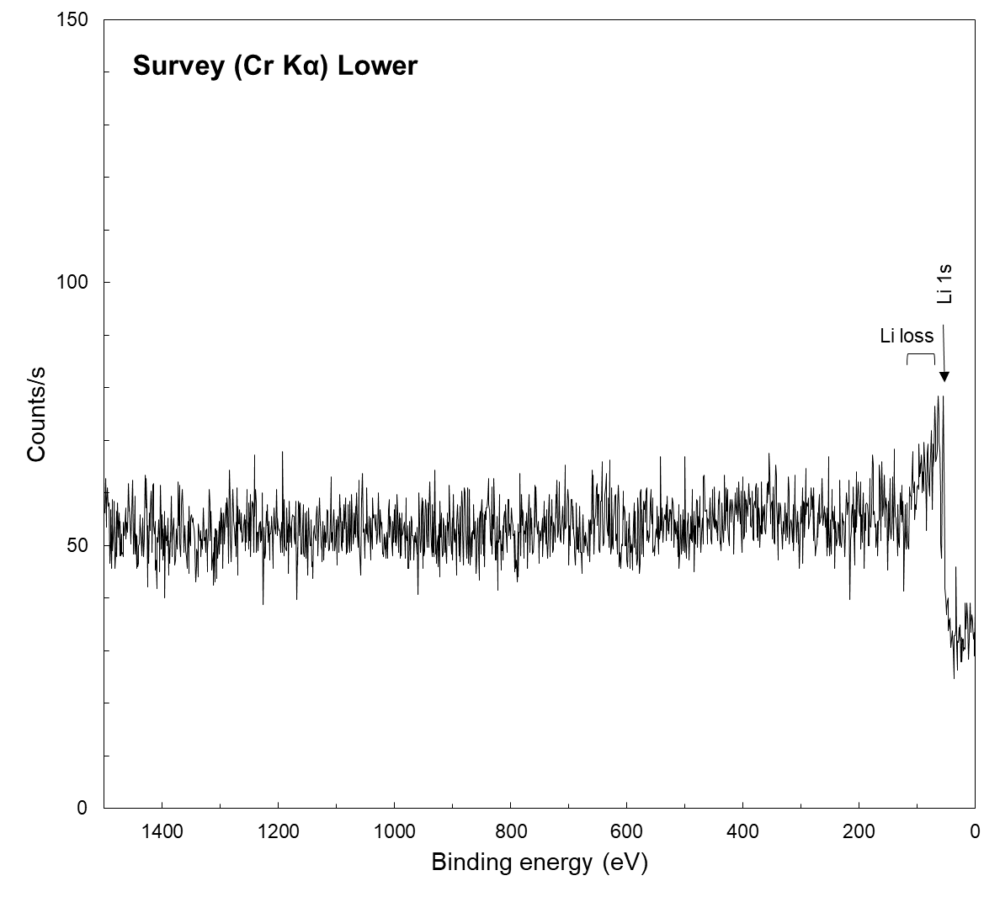 150
Survey (Cr Kα) Lower
100
Li 1s
Li loss
Counts/s
50
0
1400 1200 1000 800 600 400 200 0
Binding energy (eV)